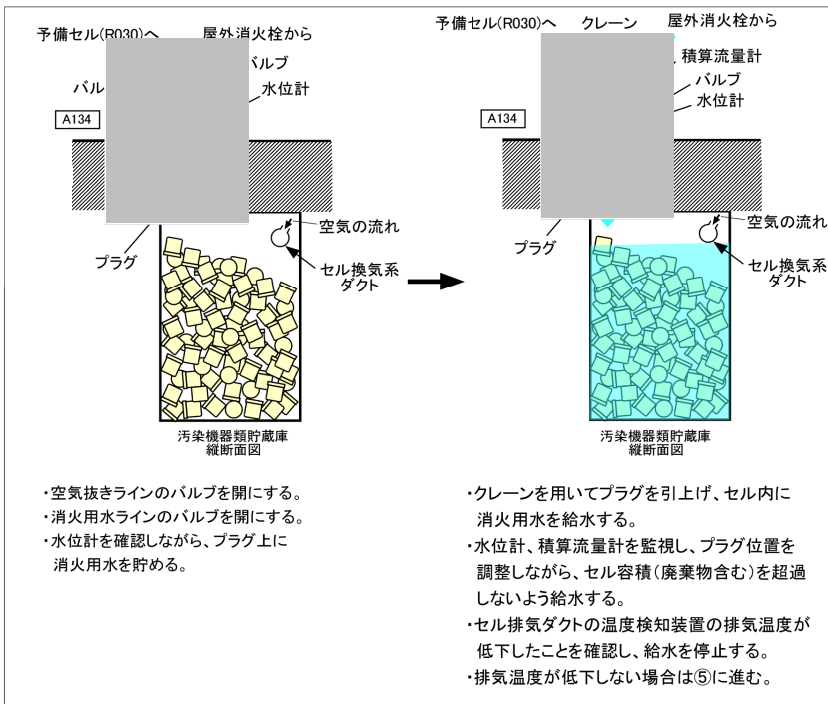 予備セル(R030)へ
屋外消火栓から
バルブ
バル
水位計
A134
空気の流れ
プラグ
セル換気系
ダクト
汚染機器類貯蔵庫
縦断面図
・空気抜きラインのバルブを開にする。
・消火用水ラインのバルブを開にする。
・水位計を確認しながら、プラグ上に
消火用水を貯める。
予備セル(R030)へ
クレーン
屋外消火栓から
積算流量計
バルブ
水位計
A134
空気の流れ
プラグ
セル換気系
ダクト
汚染機器類貯蔵庫
縦断面図
・クレーンを用いてプラグを引上げ、セル内に
消火用水を給水する。
・水位計、積算流量計を監視し、プラグ位置を
調整しながら、セル容積(廃棄物含む)を超過
しないよう給水する。
・セル排気ダクトの温度検知装置の排気温度が
低下したことを確認し、給水を停止する。
・排気温度が低下しない場合は⑤に進む。